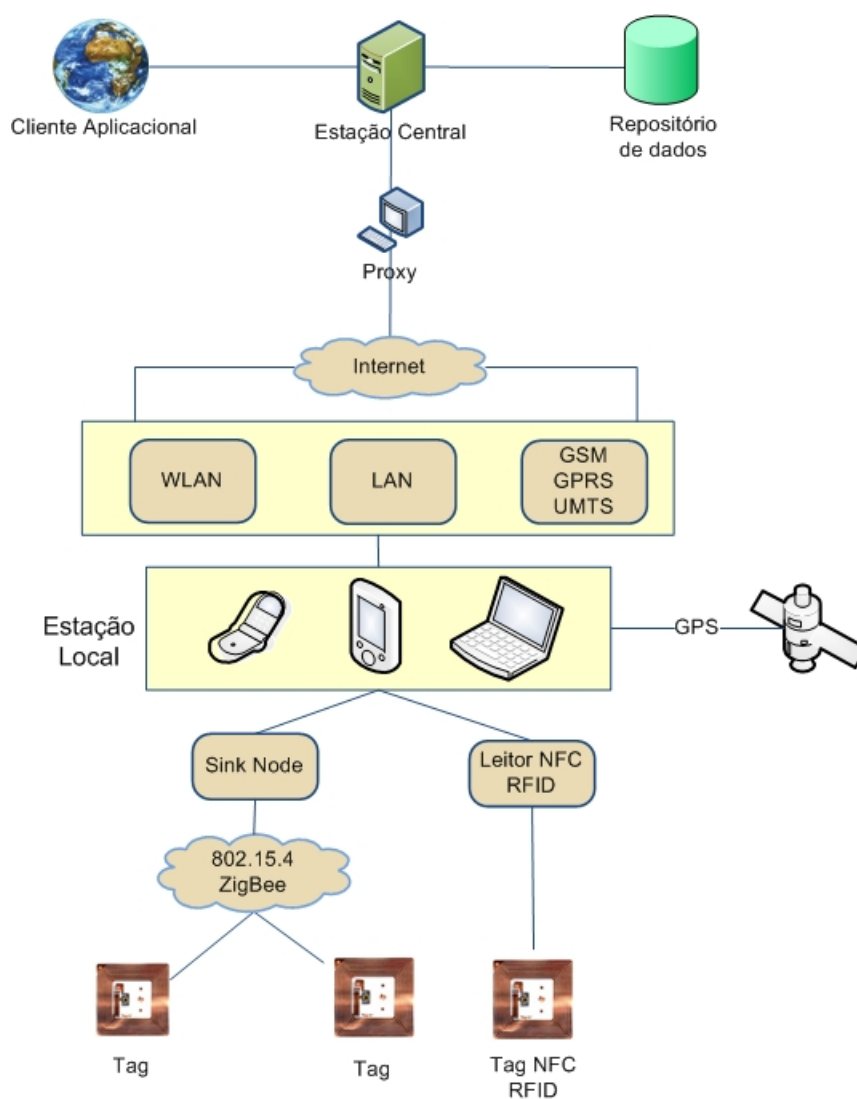 Cliente Aplicacional
Estação Central
Repositório
de dados
Proxy
Internet
WLAN
LAN
GSM
GPRS
UMTS
Estação
Local
GPS
Sink Node
Leitor NFC
RFID
802.15.4
ZigBee
Tag
Tag
Tag NFC
RFID